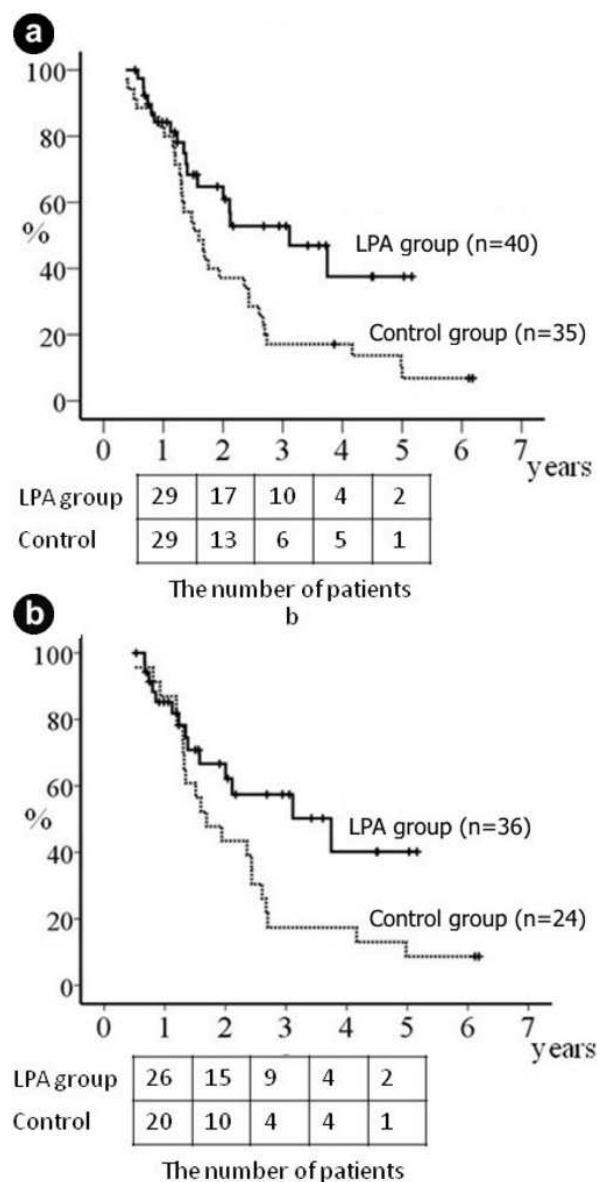 a
100
80
60
%
40
20
0
LPA group (n=40)
Control group (n=35)
0 1 2 3 4 5 6 7
years
LPA group 29 17 10 4 2
Control 29 13 6 5 1
The number of patients
b
b
100
80
60
%
40
20
0
LPA group (n=36)
Control group (n=24)
0 1 2 3 4 5 6 7
years
LPA group 26 15 9 4 2
Control 20 10 4 4 1
The number of patients